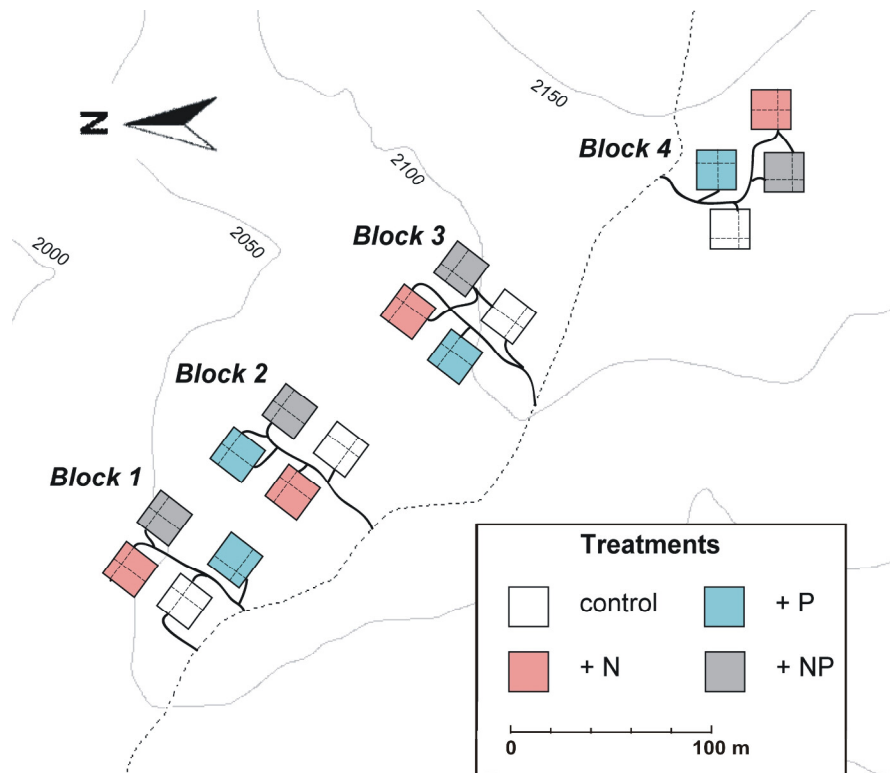 2150
N
Block 4
2100
Block 3
2050
2000
Block 2
Block 1
Treatments
control
+ P
+ N
+ NP
0
100 m